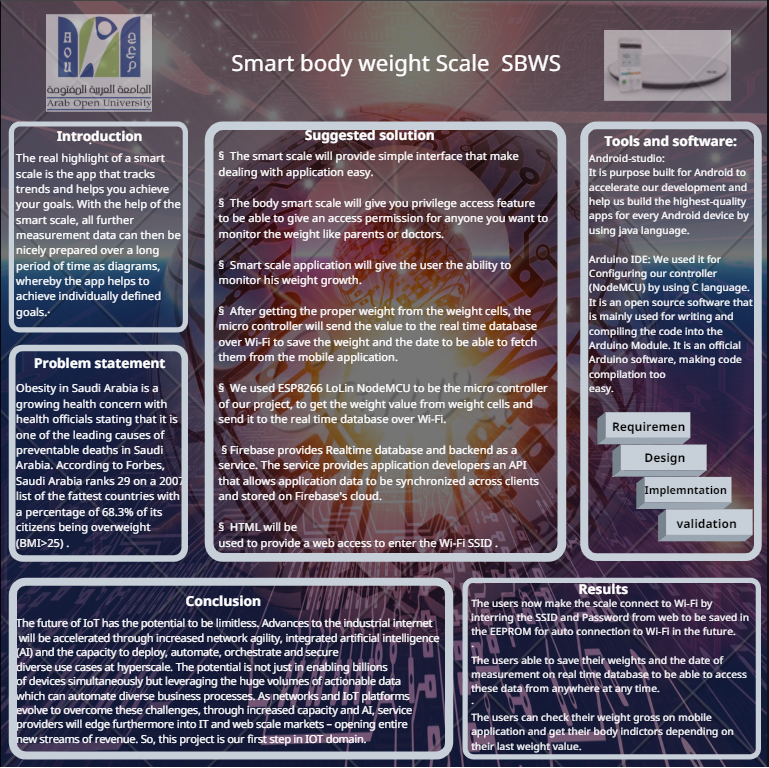 AOU
الجامعة العربية المفتوحة
Arab Open University
Smart body weight Scale  SBWS
Introduction
The real highlight of a smart
scale is the app that tracks
trends and helps you achieve
your goals. With the help of the
smart scale, all further
measurement data can then be
nicely prepared over a long
period of time as diagrams,
whereby the app helps to
achieve individually defined
goals.·
Problem statement
Obesity in Saudi Arabia is a
growing health concern with
health officials stating that it is
one of the leading causes of
preventable deaths in Saudi
Arabia. According to Forbes,
Saudi Arabia ranks 29 on a 2007
list of the fattest countries with
a percentage of 68.3% of its
citizens being overweight
(BMI>25) .
Suggested solution
§  The smart scale will provide simple interface that make
dealing with application easy.
§  The body smart scale will give you privilege access feature
to be able to give an access permission for anyone you want to
monitor the weight like parents or doctors.
§  Smart scale application will give the user the ability to
monitor his weight growth.
§  After getting the proper weight from the weight cells, the
micro controller will send the value to the real time database
over Wi-Fi to save the weight and the date to be able to fetch
them from the mobile application.
§  We used ESP8266 LoLin NodeMCU to be the micro controller
of our project, to get the weight value from weight cells and
send it to the real time database over Wi-Fi.
§ Firebase provides Realtime database and backend as a
service. The service provides application developers an API
that allows application data to be synchronized across clients
and stored on Firebase's cloud.
§  HTML will be
used to provide a web access to enter the Wi-Fi SSID .
Tools and software:
Android-studio:
It is purpose built for Android to
accelerate our development and
help us build the highest-quality
apps for every Android device by
using java language.
Arduino IDE: We used it for
Configuring our controller
(NodeMCU) by using C language.
It is an open source software that
is mainly used for writing and
compiling the code into the
Arduino Module. It is an official
Arduino software, making code
compilation too
easy.
Requiremen
Design
Implemntation
validation
Conclusion
The future of IoT has the potential to be limitless. Advances to the industrial internet
will be accelerated through increased network agility, integrated artificial intelligence
(AI) and the capacity to deploy, automate, orchestrate and secure
diverse use cases at hyperscale. The potential is not just in enabling billions
of devices simultaneously but leveraging the huge volumes of actionable data
which can automate diverse business processes. As networks and IoT platforms
evolve to overcome these challenges, through increased capacity and AI, service
providers will edge furthermore into IT and web scale markets – opening entire
new streams of revenue. So, this project is our first step in IOT domain.
Results
The users now make the scale connect to Wi-Fi by
interring the SSID and Password from web to be saved in
the EEPROM for auto connection to Wi-Fi in the future.
.
The users able to save their weights and the date of
measurement on real time database to be able to access
these data from anywhere at any time.
.
The users can check their weight gross on mobile
application and get their body indictors depending on
their last weight value.